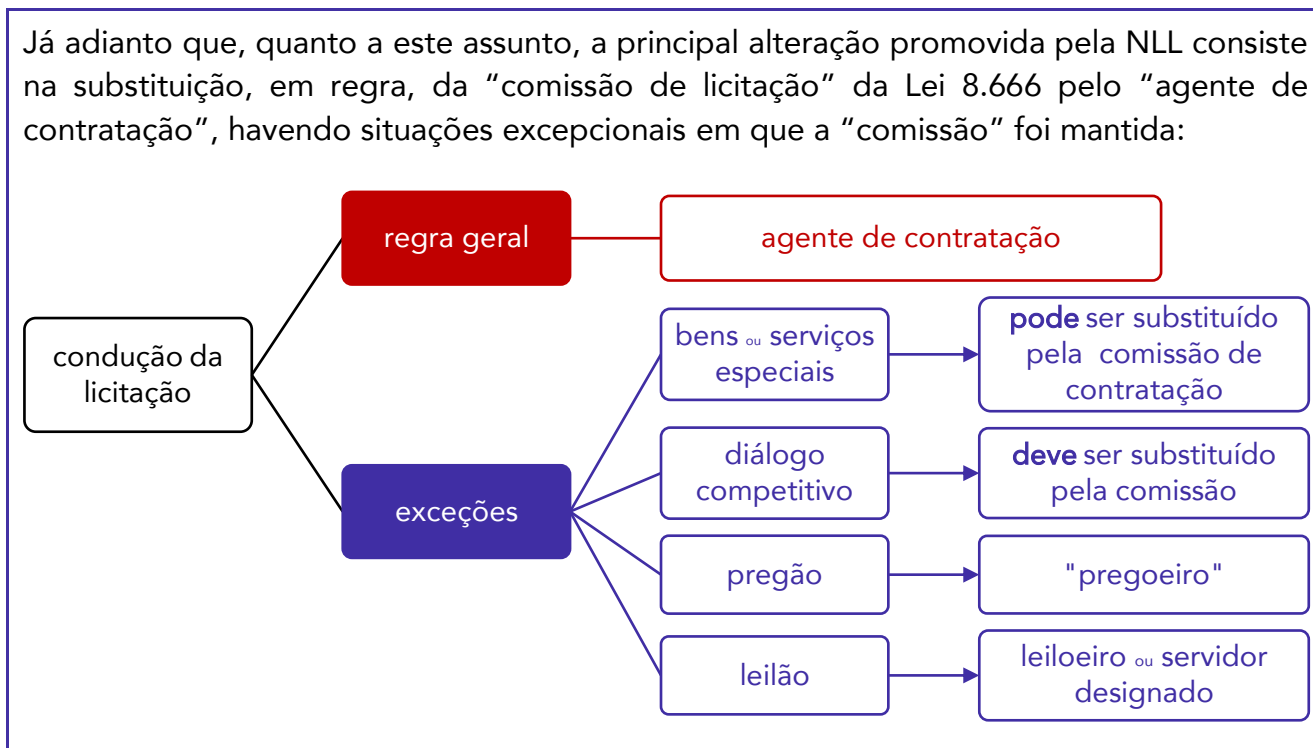 Já adianto que, quanto a este assunto, a principal alteração promovida pela NLL consiste
na substituição, em regra, da “comissão de licitação” da Lei 8.666 pelo “agente de
contratação”, havendo situações excepcionais em que a “comissão” foi mantida:
condução da
licitação
regra geral
agente de contratação
exceções
bens ou serviços
especiais
pode ser substituído
pela comissão de
contratação
diálogo
competitivo
deve ser substituído
pela comissão
pregão
"pregoeiro"
leilão
leiloeiro ou servidor
designado